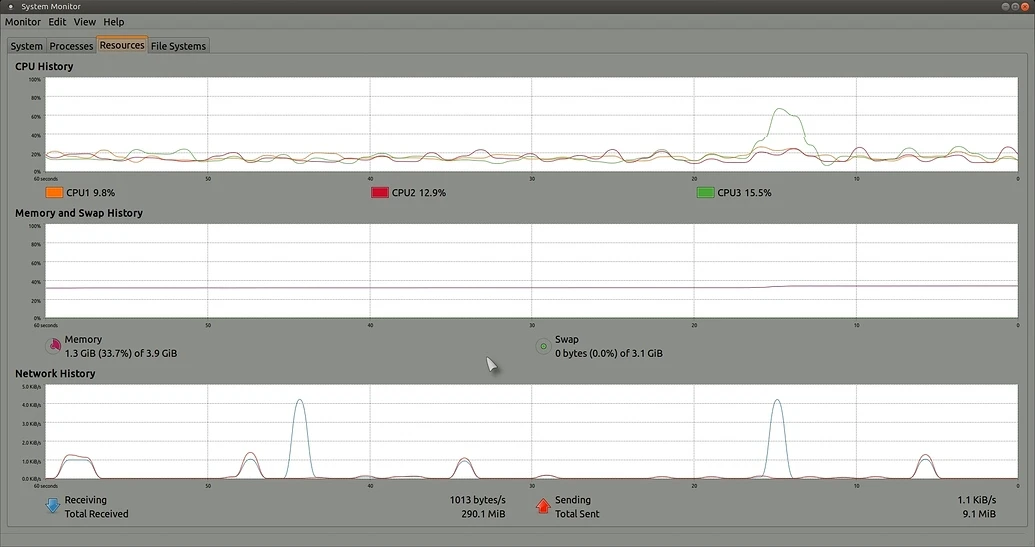 System Monitor
Monitor Edit View Help
System Processes Resources File Systems
CPU History
100%
80%
60%
40%
20%
0%
60 seconds 50 40 30 20 10 0
CPU1 9.8% CPU2 12.9% CPU3 15.5%
Memory and Swap History
100%
80%
60%
40%
20%
0%
60 seconds 50 40 30 20 10 0
Memory Swap
1.3 GiB (33.7%) of 3.9 GiB 0 bytes (0.0%) of 3.1 GiB
Network History
5.0 KiB/s
4.0 KiB/s
3.0 KiB/s
2.0 KiB/s
1.0 KiB/s
0.0 KiB/s
60 seconds 50 40 30 20 10 0
Receiving 1013 bytes/s Sending 1.1 KiB/s
Total Received 290.1 MiB Total Sent 9.1 MiB